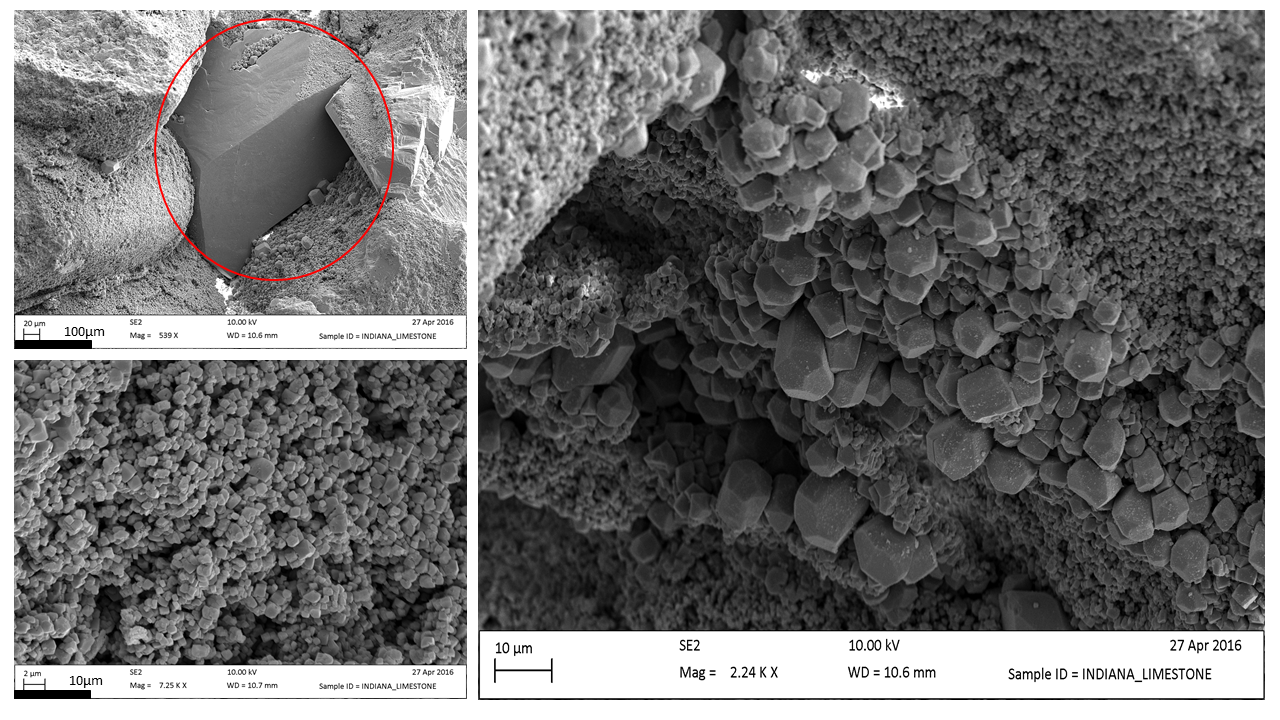 20 µm 100µm SE2 10.00 kV 27 Apr 2016
Mag = 539 X WD = 10.6 mm Sample ID = INDIANA_LIMESTONE
2 µm 10µm SE2 10.00 kV 27 Apr 2016
Mag = 7.25 K X WD = 10.7 mm Sample ID = INDIANA_LIMESTONE
10 µm SE2 10.00 kV 27 Apr 2016
Mag = 2.24 K X WD = 10.6 mm Sample ID = INDIANA_LIMESTONE